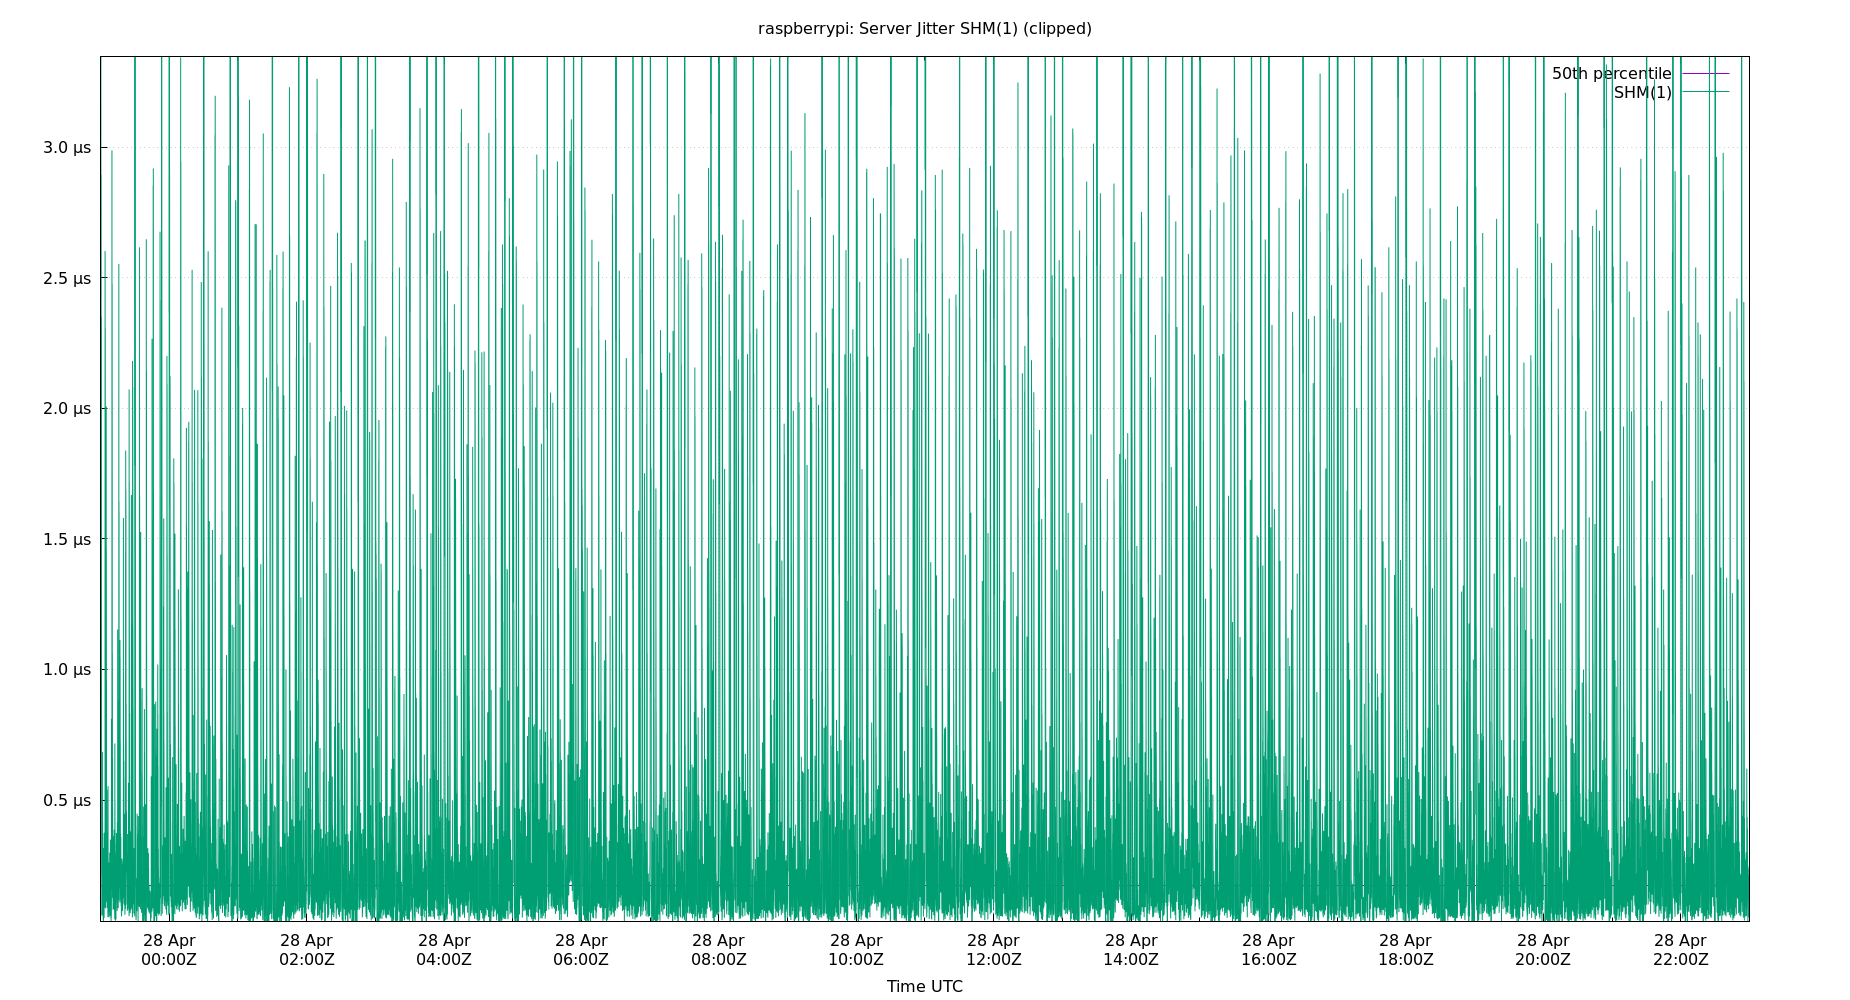 raspberrypi: Server Jitter SHM(1) (clipped)
50th percentile
SHM(1)
3.0 µs
2.5 µs
2.0 µs
1.5 µs
1.0 µs
0.5 µs
28 Apr 28 Apr 28 Apr 28 Apr 28 Apr 28 Apr 28 Apr 28 Apr 28 Apr 28 Apr 28 Apr 28 Apr
00:00Z 02:00Z 04:00Z 06:00Z 08:00Z 10:00Z 12:00Z 14:00Z 16:00Z 18:00Z 20:00Z 22:00Z
Time UTC